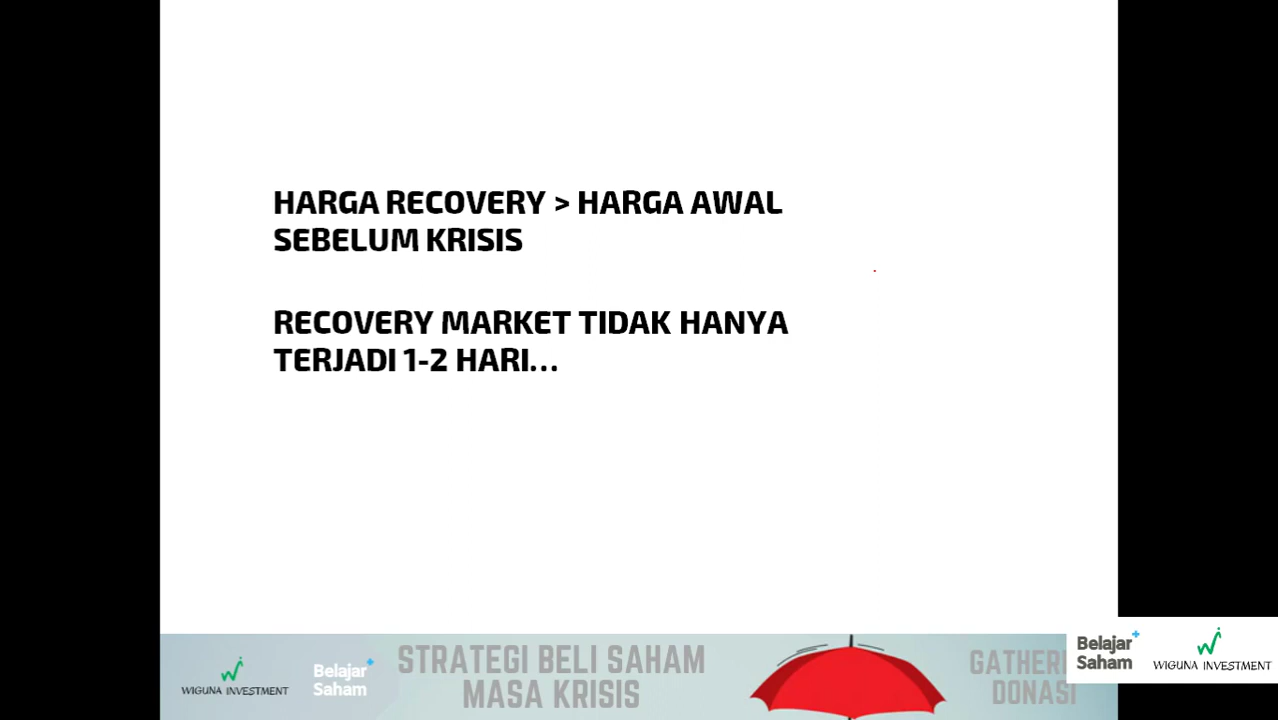 HARGA RECOVERY > HARGA AWAL
SEBELUM KRISIS
RECOVERY MARKET TIDAK HANYA
TERJADI 1-2 HARI...
WIGUNA INVESTMENT
Belajar+
Saham
STRATEGI BELI SAHAM
MASA KRISIS
DONASI
Belajar+
Saham
WIGUNA INVESTMENT